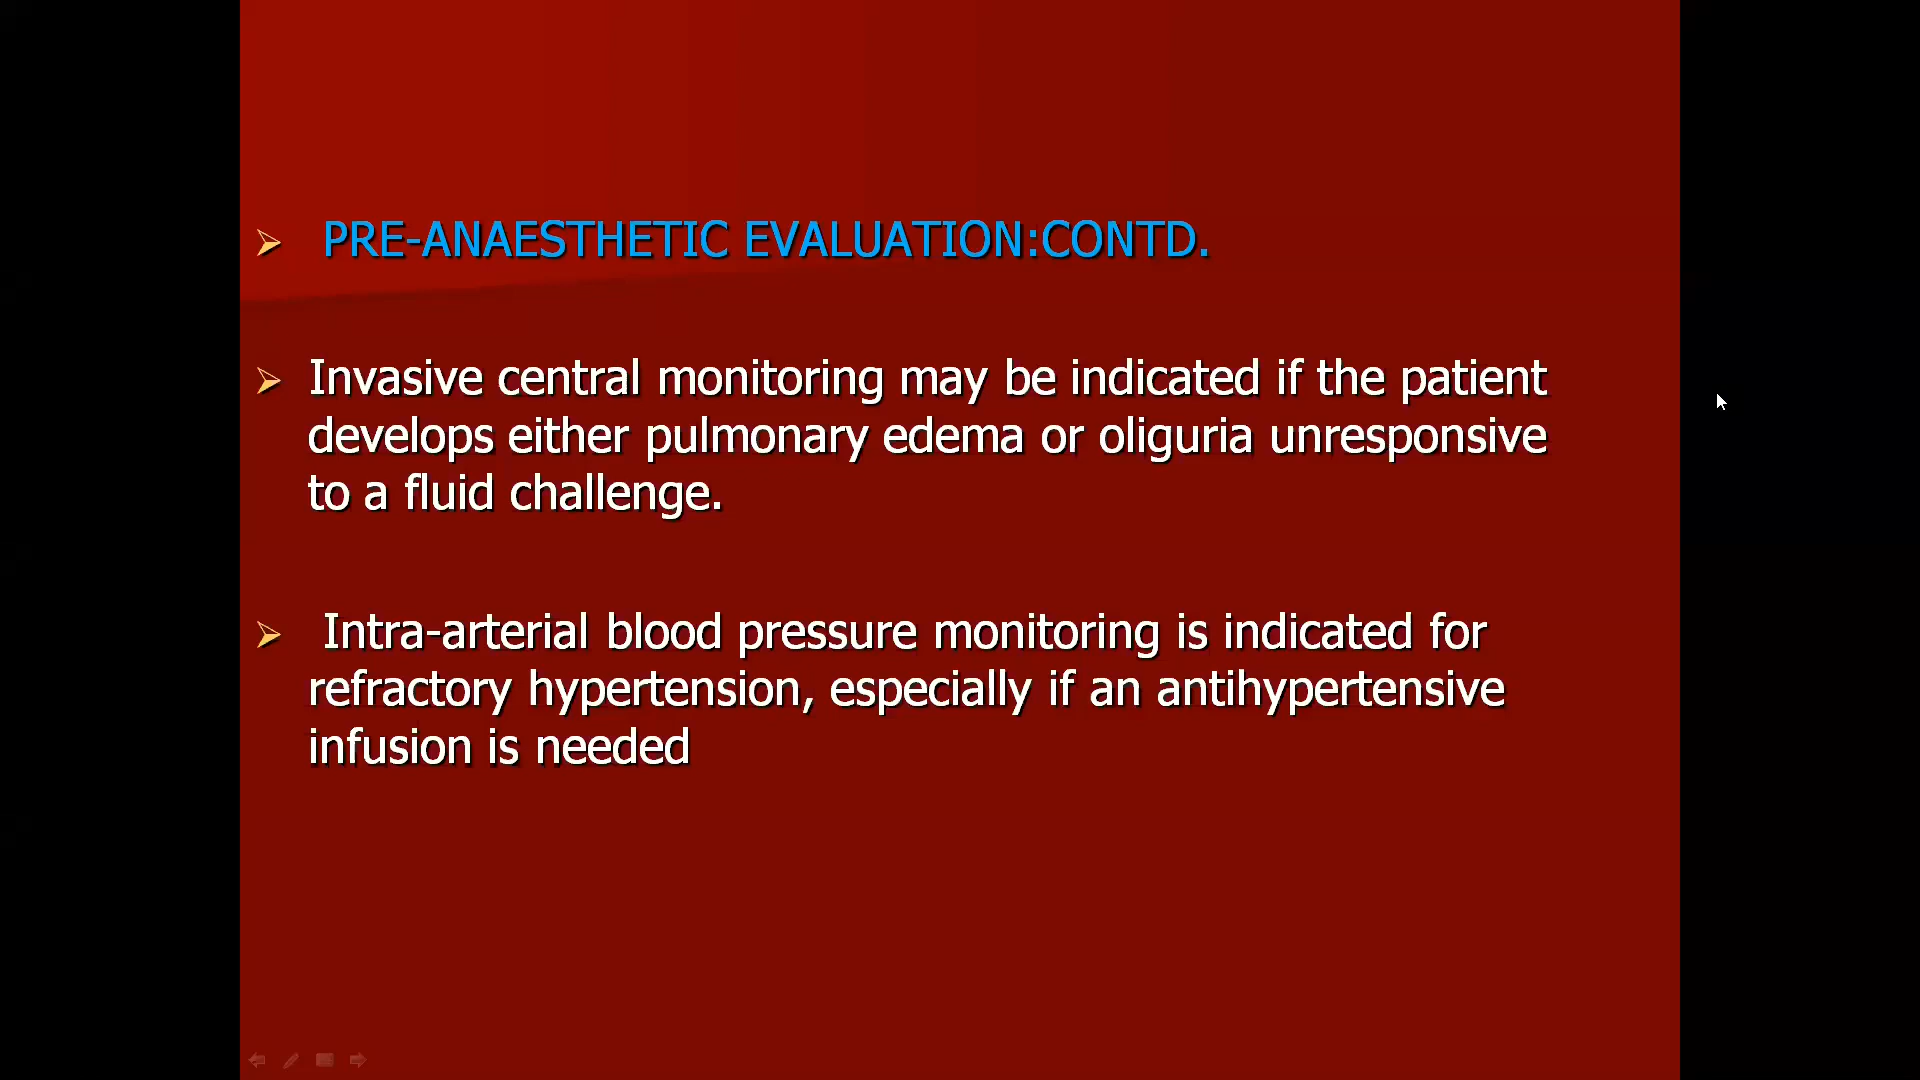 PRE-ANAESTHETIC EVALUATION:CONTD.
Invasive central monitoring may be indicated if the patient
develops either pulmonary edema or oliguria unresponsive
to a fluid challenge.
Intra-arterial blood pressure monitoring is indicated for
refractory hypertension, especially if an antihypertensive
infusion is needed